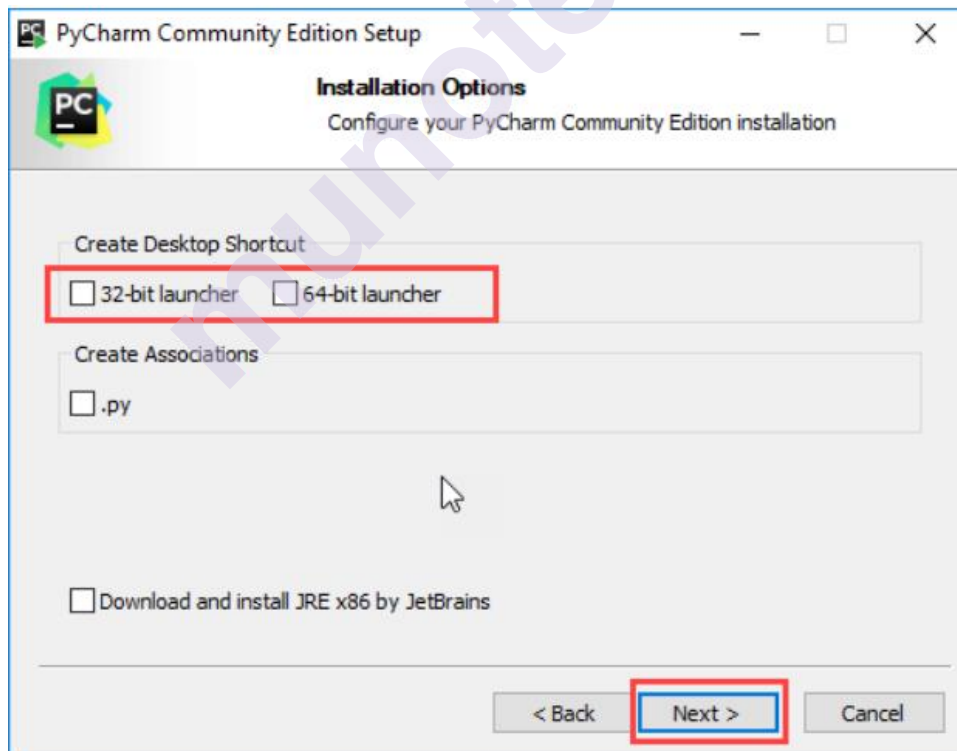 PyCharm Community Edition Setup
PC
Installation Options
Configure your PyCharm Community Edition installation
Create Desktop Shortcut
32-bit launcher 64-bit launcher
Create Associations
.py
Download and install JRE x86 by JetBrains
< Back Next > Cancel
munote